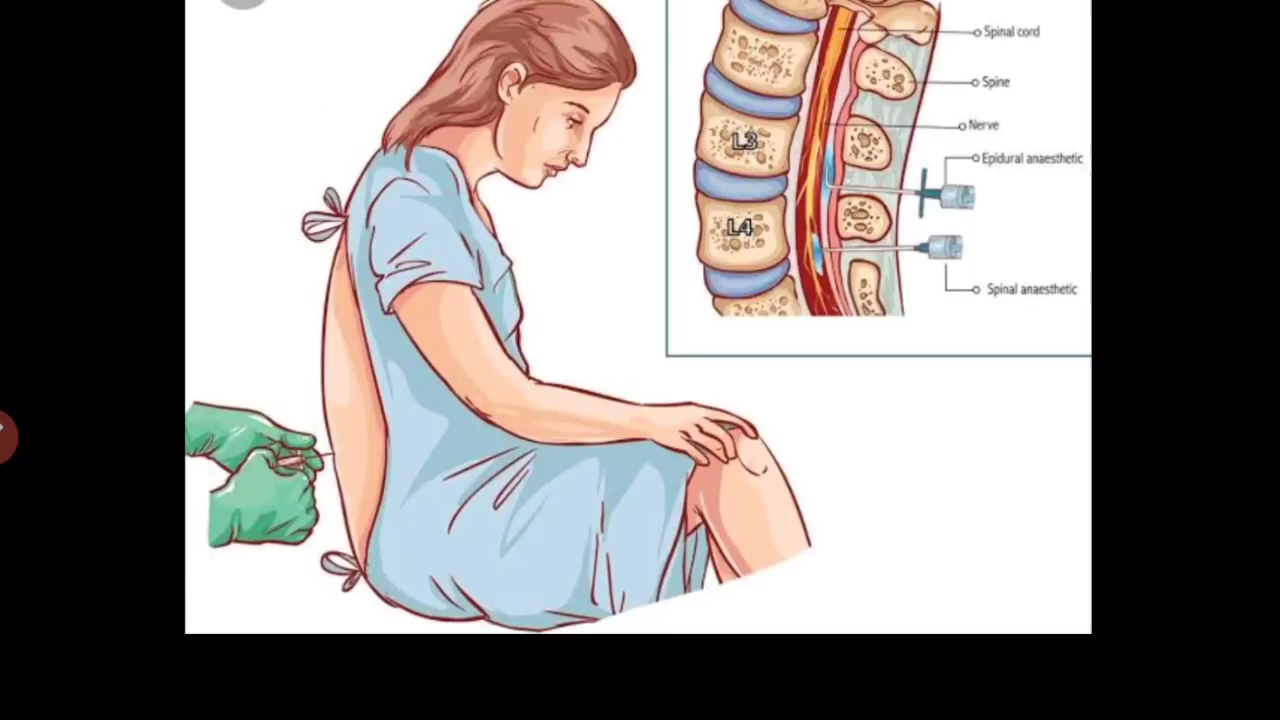 Spinal cord
Spine
Nerve
L3
Epidural anaesthetic
L4
Spinal anaesthetic